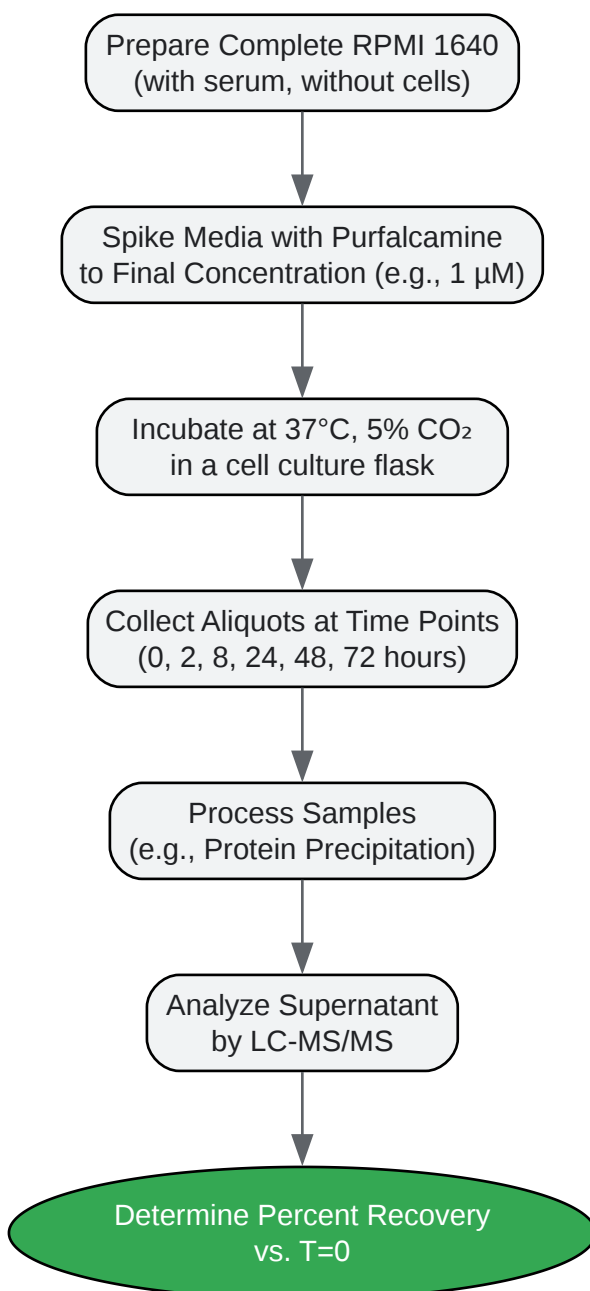 Prepare Complete RPMI 1640
(with serum, without cells)
Spike Media with Purfalcamine
to Final Concentration (e.g., 1 µM)
Incubate at 37°C, 5% CO₂
in a cell culture flask
Collect Aliquots at Time Points
(0, 2, 8, 24, 48, 72 hours)
Process Samples
(e.g., Protein Precipitation)
Analyze Supernatant
by LC-MS/MS
Determine Percent Recovery
vs. T=0